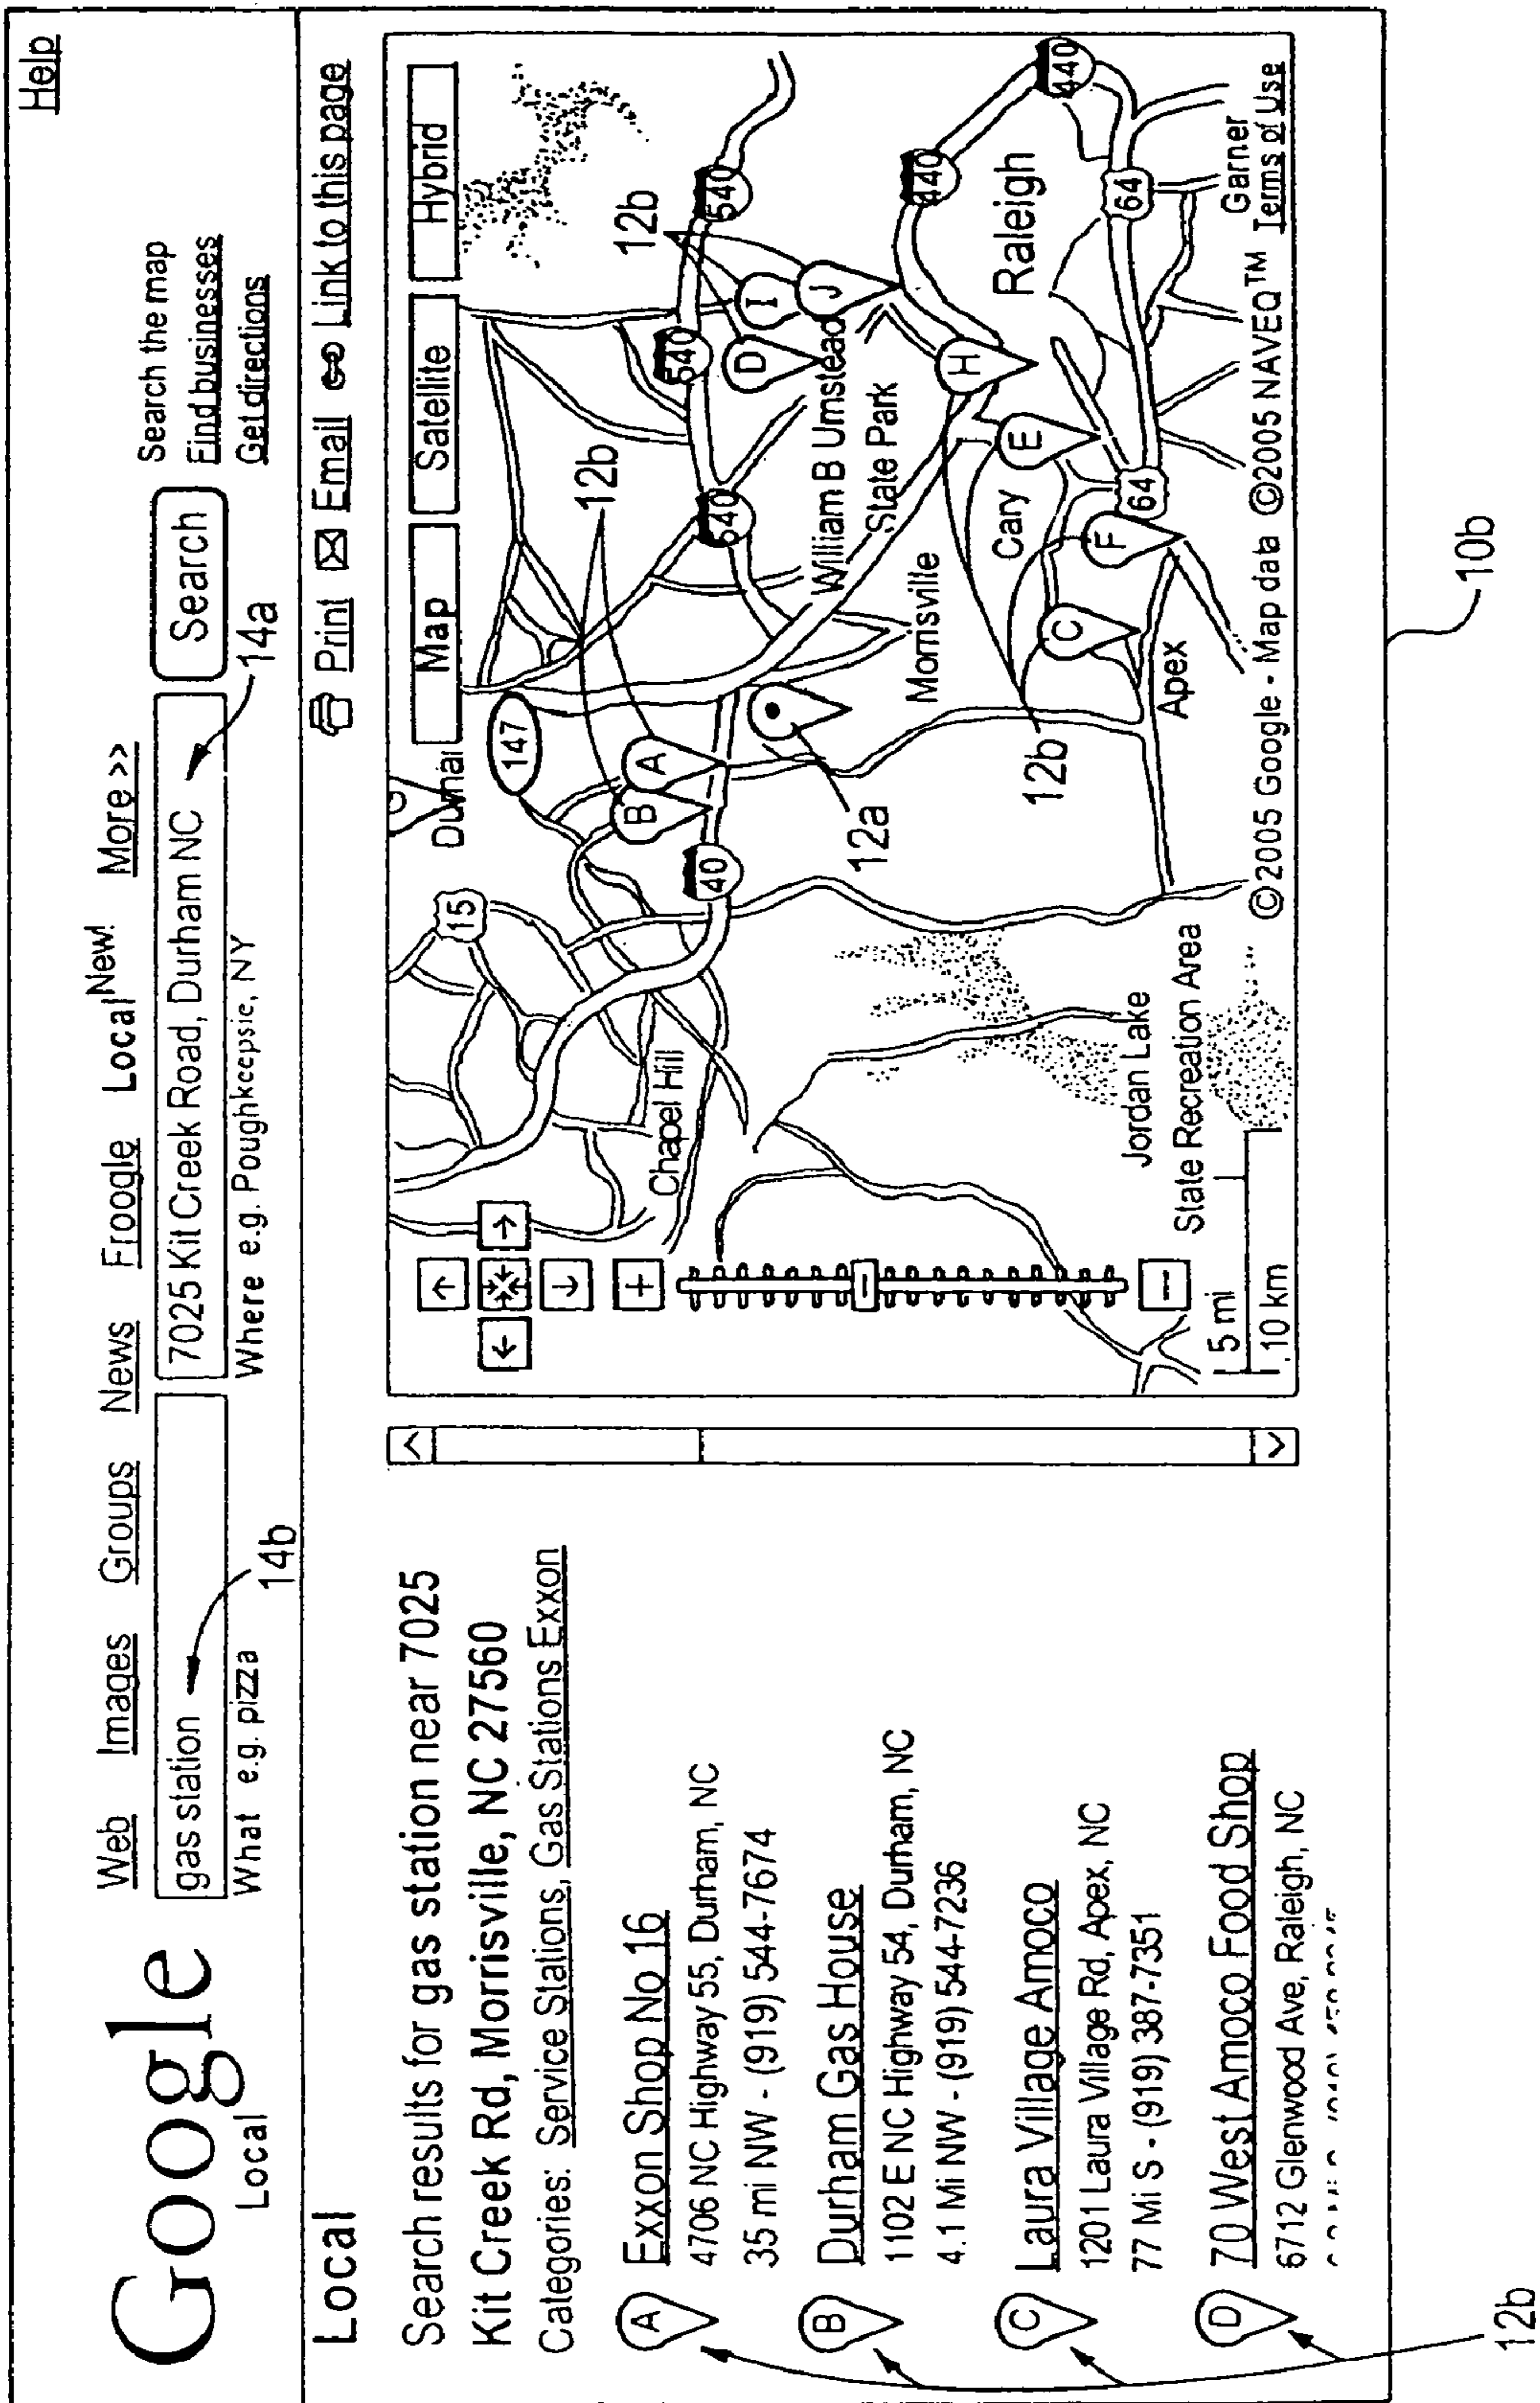 Help
Web Images Groups News Froogle Local New! More >>
Google
Local
gas station
7025 Kit Creek Road, Durham NC
Search
Search the map
Find businesses
Get directions
What e.g. pizza
Where e.g. Poughkeepsic, NY
14b
14a
Local
Print Email Link to this page
Search results for gas station near 7025
Kit Creek Rd, Morrisville, NC 27560
Categories: Service Stations, Gas Stations Exxon
A
Exxon Shop No 16
4706 NC Highway 55, Durham, NC
35 mi NW - (919) 544-7674
B
Durham Gas House
1102 E NC Highway 54, Durham, NC
4.1 Mi NW - (919) 544-7236
C
Laura Village Amoco
1201 Laura Village Rd, Apex, NC
77 Mi S - (919) 387-7351
D
70 West Amoco Food Shop
6712 Glenwood Ave, Raleigh, NC
12b
Map
Satellite
Hybrid
15
147
12b
12b
540
540
540
Chapel Hill
40
B
A
D
I
J
12a
William B Umstead
State Park
440
440
Morrisville
H
Raleigh
Cary
E
12b
C
F
64
64
Jordan Lake
State Recreation Area
Apex
Garner
5 mi
10 km
©2005 Google - Map data ©2005 NAVEQ™ Terms of Use
10b